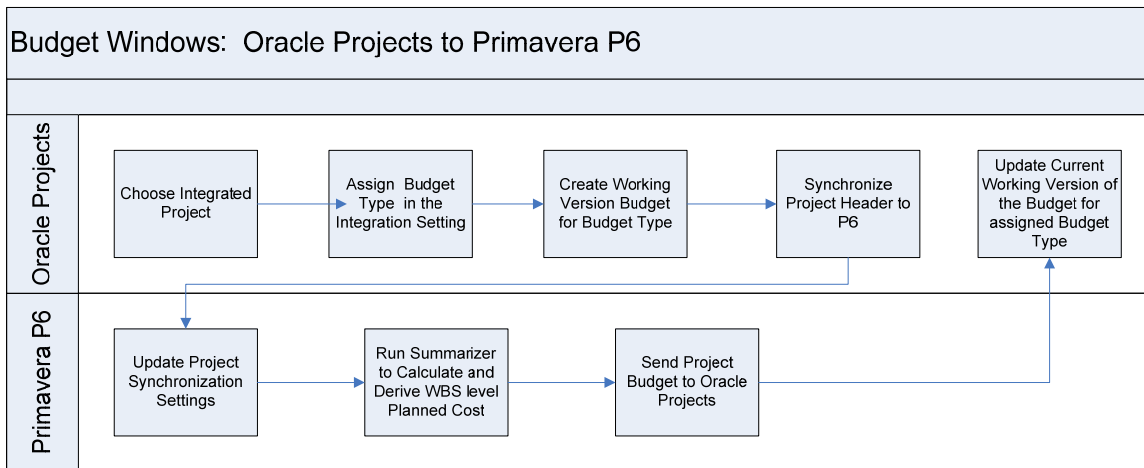 Budget Windows: Oracle Projects to Primavera P6
Oracle Projects
Choose Integrated
Project
Assign Budget
Type in the
Integration Setting
Create Working
Version Budget
for Budget Type
Synchronize
Project Header to
P6
Update Current
Working Version of
the Budget for
assigned Budget
Type
Primavera P6
Update Project
Synchronization
Settings
Run Summarizer
to Calculate and
Derive WBS level
Planned Cost
Send Project
Budget to Oracle
Projects